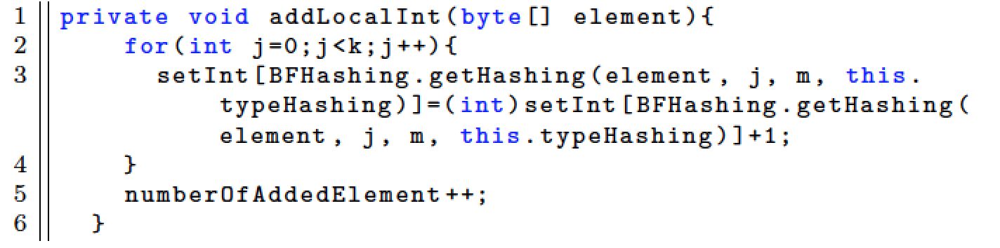 1 private void addLocalInt(byte[] element){
2 for(int j=0;j<k;j++){
3 setInt[BFHashing.getHashing(element, j, m, this.
typeHashing)]=(int)setInt[BFHashing.getHashing(
element, j, m, this.typeHashing)]+1;
4 }
5 numberOfAddedElement++;
6 }